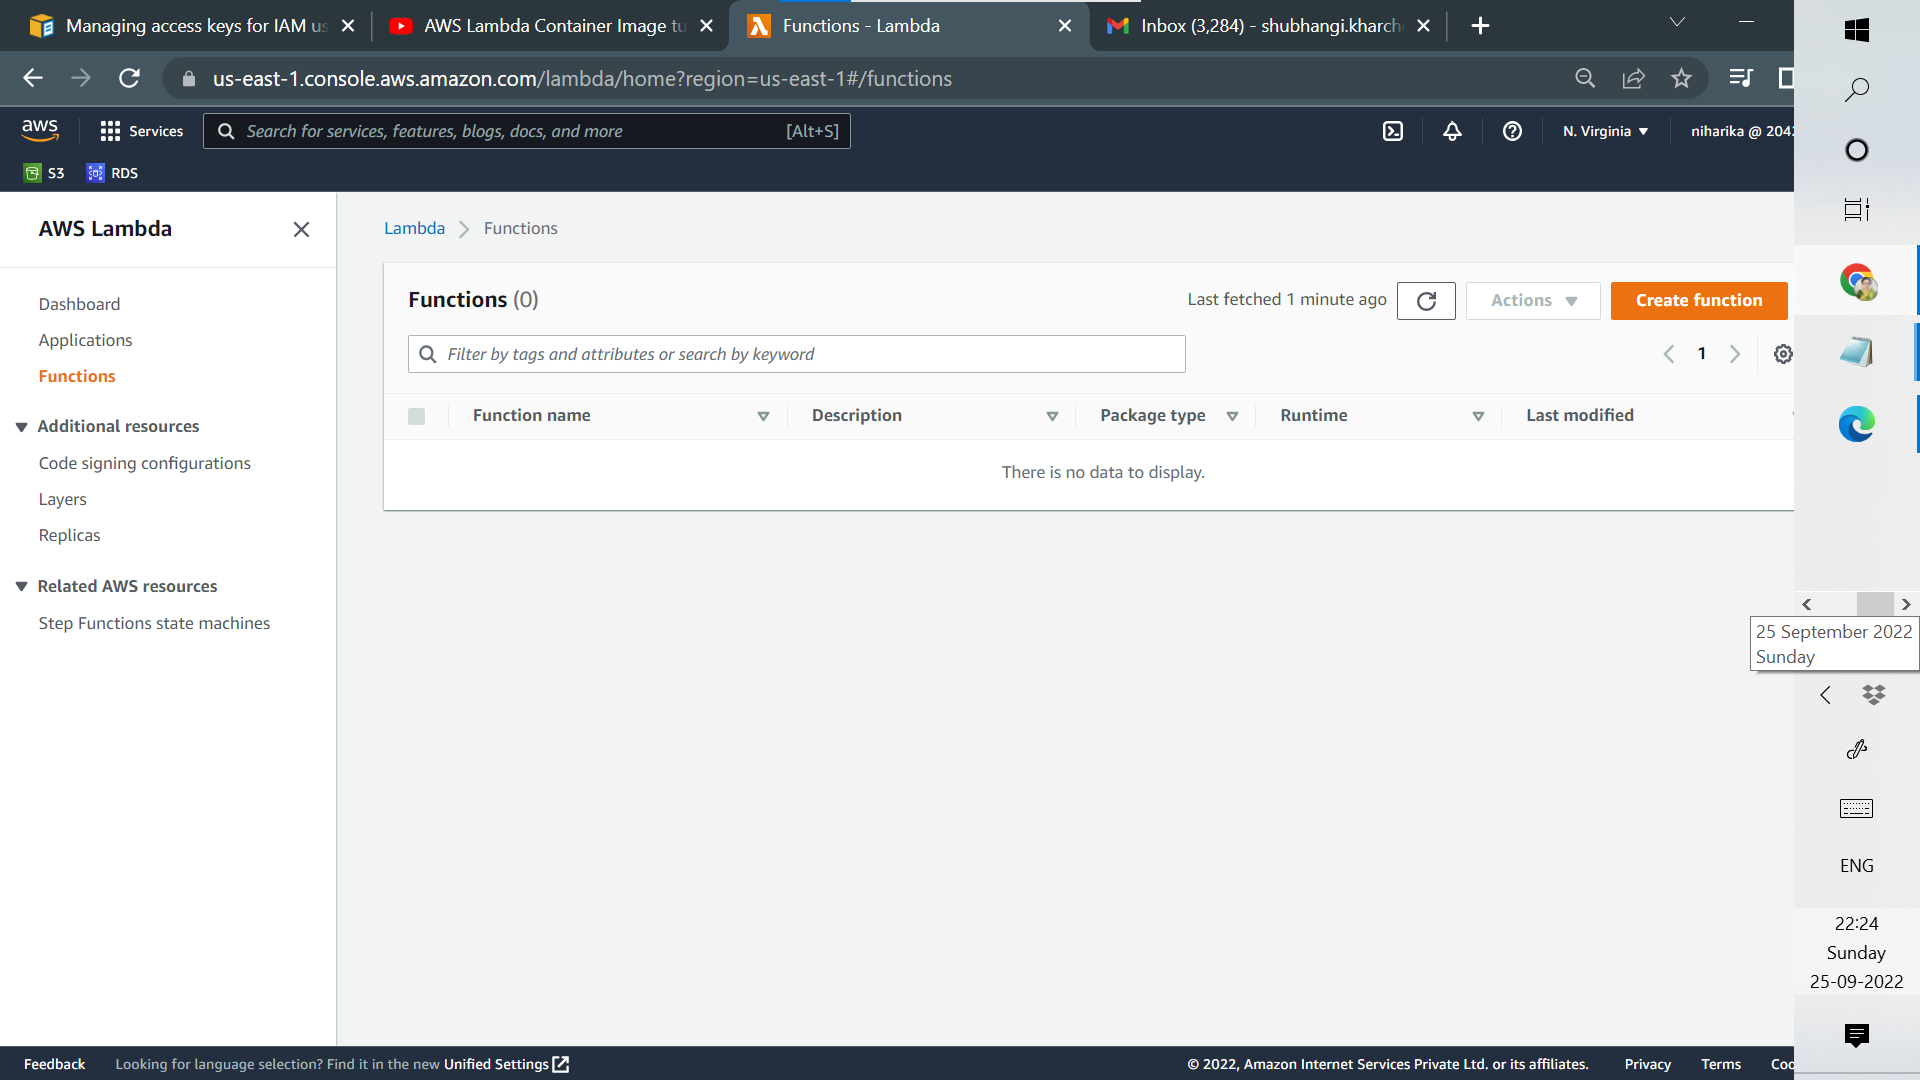 Managing access keys for IAM us
AWS Lambda Container Image tu
Functions - Lambda
Inbox (3,284) - shubhangi.kharch
us-east-1.console.aws.amazon.com/lambda/home?region=us-east-1#/functions
aws
Services
Search for services, features, blogs, docs, and more
[Alt+S]
N. Virginia
niharika @ 2042
S3
RDS
AWS Lambda
Dashboard
Applications
Functions
Additional resources
Code signing configurations
Layers
Replicas
Related AWS resources
Step Functions state machines
Lambda
Functions
Functions (0)
Last fetched 1 minute ago
Actions
Create function
Filter by tags and attributes or search by keyword
1
Function name
Description
Package type
Runtime
Last modified
There is no data to display.
25 September 2022
Sunday
ENG
22:24
Sunday
25-09-2022
Feedback
Looking for language selection? Find it in the new Unified Settings
© 2022, Amazon Internet Services Private Ltd. or its affiliates.
Privacy
Terms
Coo